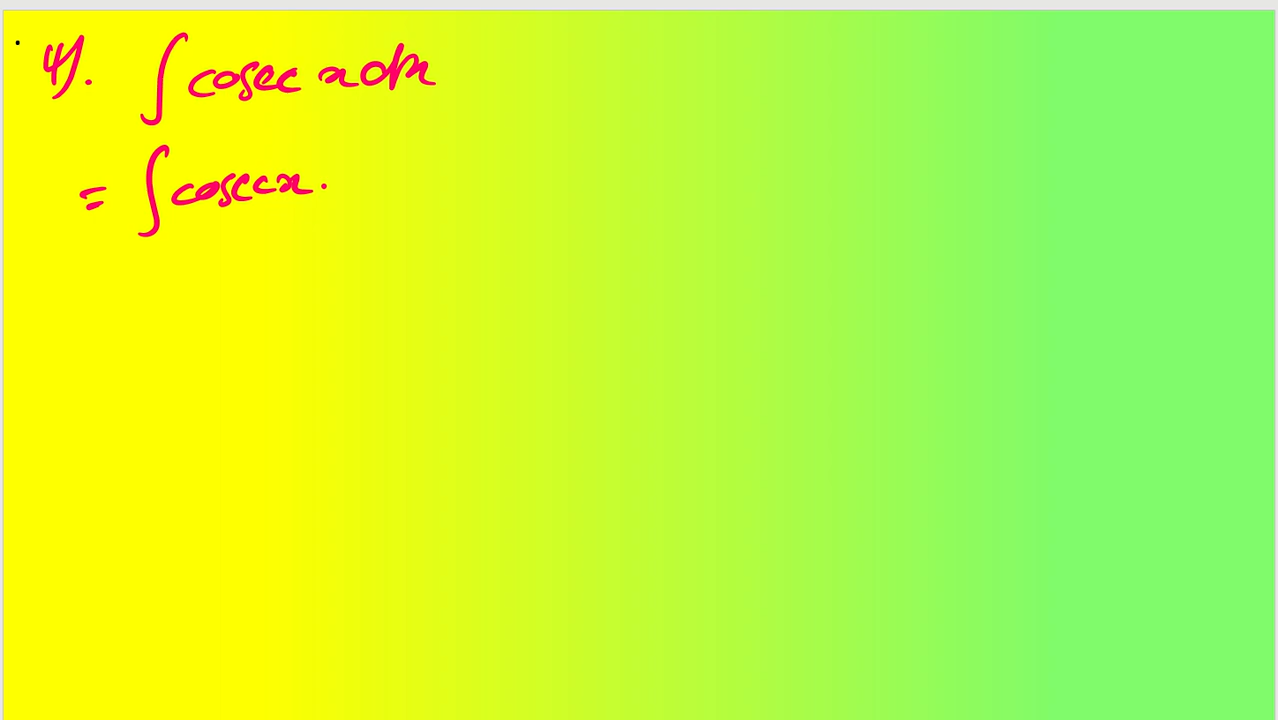 4). ∫ cosec x dx
= ∫ cosec x .